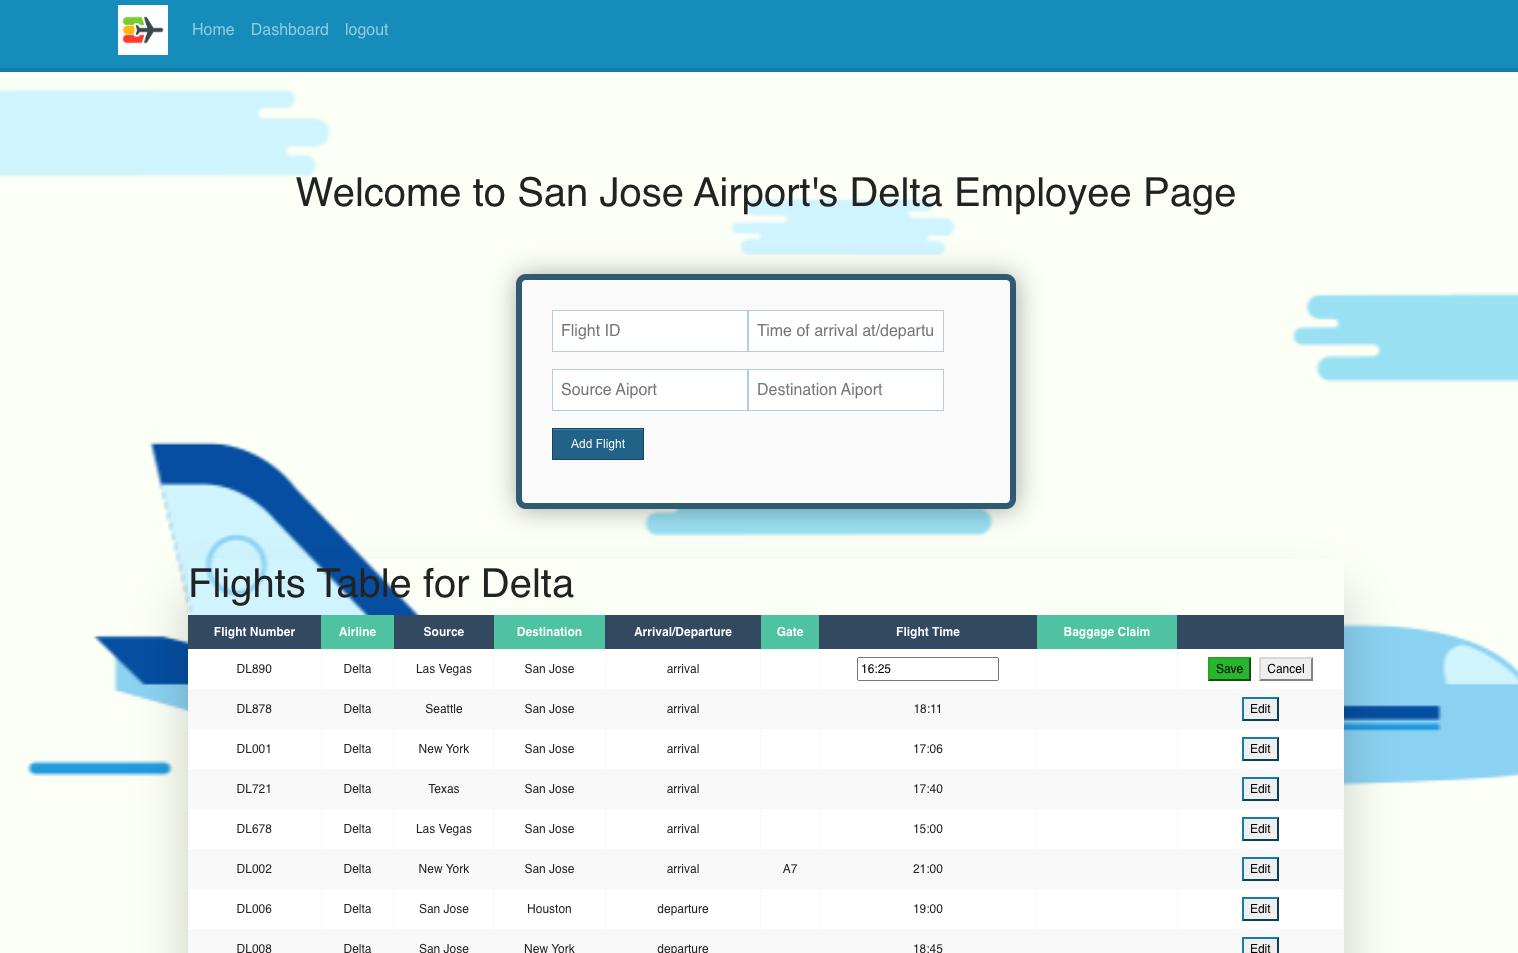 Home Dashboard logout
Welcome to San Jose Airport's Delta Employee Page
Flight ID Time of arrival at/departu
Source Aiport Destination Aiport
Add Flight
Flights Table for Delta
Flight Number Airline Source Destination Arrival/Departure Gate Flight Time Baggage Claim
DL890 Delta Las Vegas San Jose arrival 16:25 Save Cancel
DL878 Delta Seattle San Jose arrival 18:11 Edit
DL001 Delta New York San Jose arrival 17:06 Edit
DL721 Delta Texas San Jose arrival 17:40 Edit
DL678 Delta Las Vegas San Jose arrival 15:00 Edit
DL002 Delta New York San Jose arrival A7 21:00 Edit
DL006 Delta San Jose Houston departure 19:00 Edit
DL008 Delta San Jose New York departure 18:45 Edit